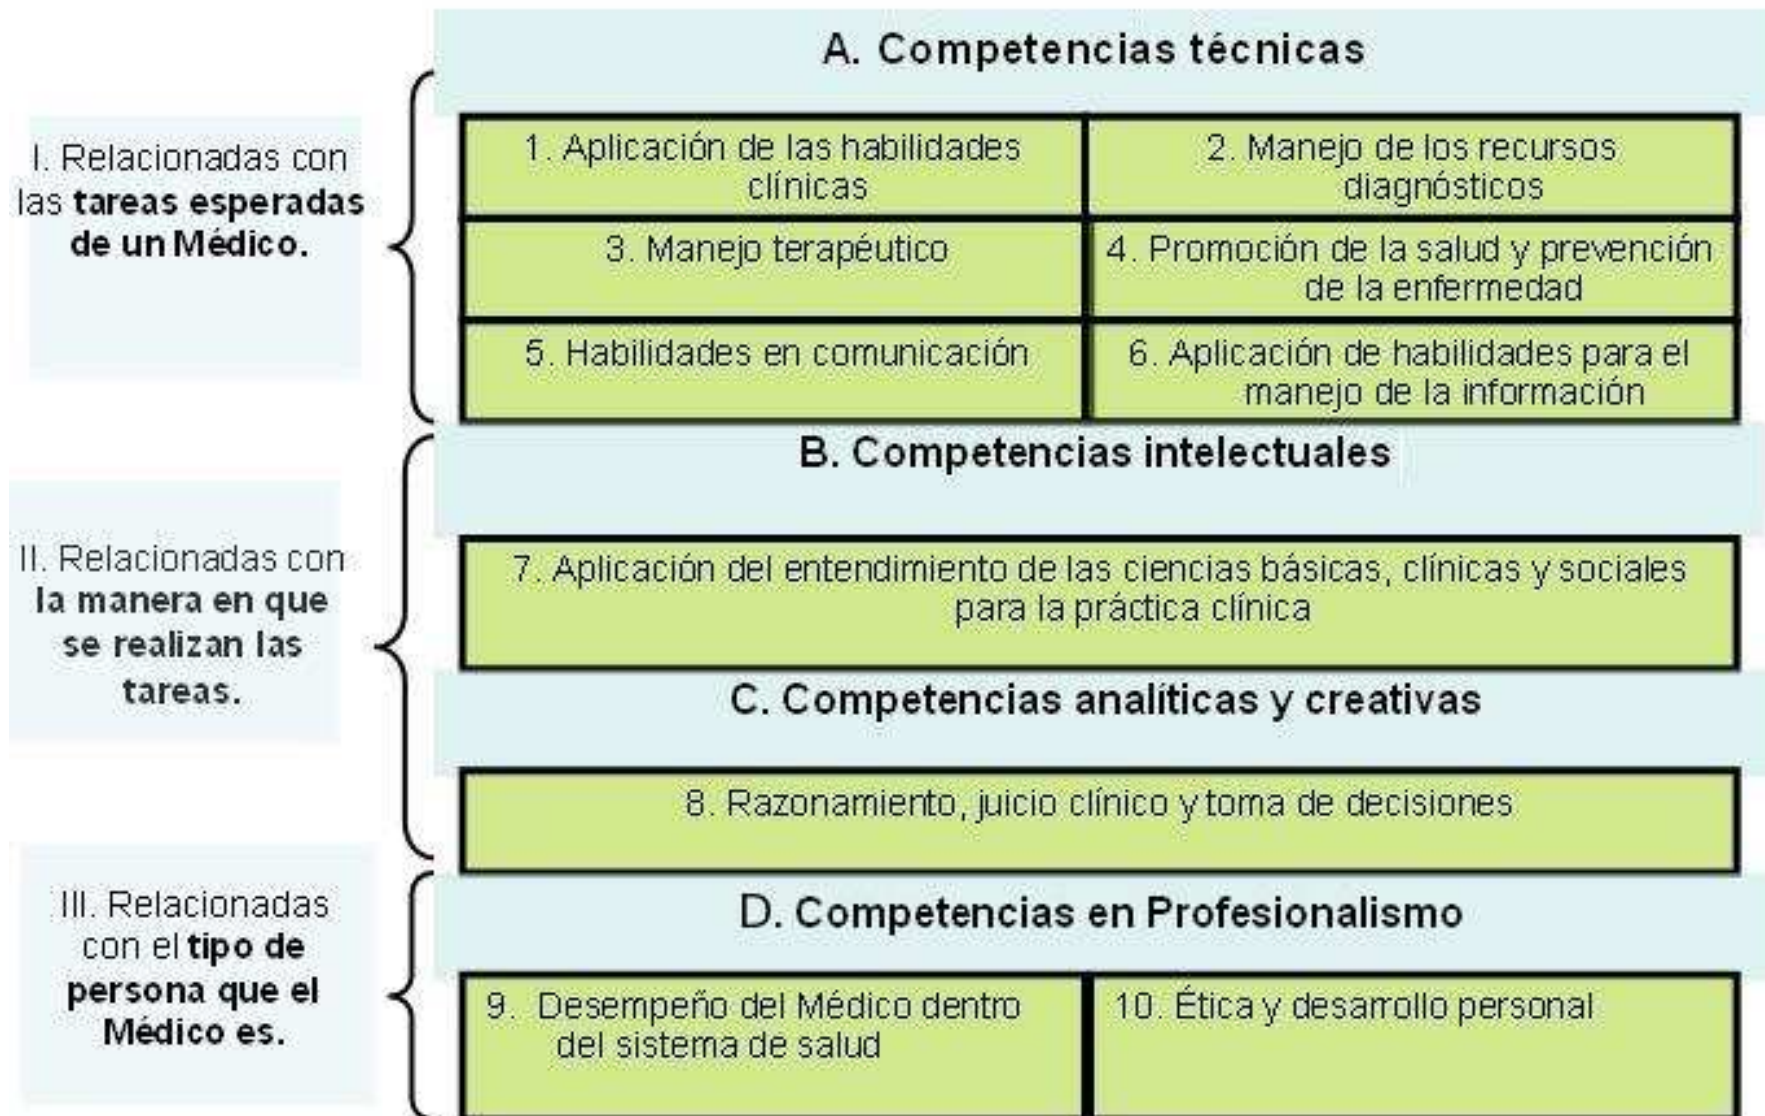 A. Competencias técnicas
I. Relacionadas con
las tareas esperadas
de un Médico.
1. Aplicación de las habilidades
clínicas
2. Manejo de los recursos
diagnósticos
3. Manejo terapéutico
4. Promoción de la salud y prevención
de la enfermedad
5. Habilidades en comunicación
6. Aplicación de habilidades para el
manejo de la información
B. Competencias intelectuales
II. Relacionadas con
la manera en que
se realizan las
tareas.
7. Aplicación del entendimiento de las ciencias básicas, clínicas y sociales
para la práctica clínica
C. Competencias analíticas y creativas
8. Razonamiento, juicio clínico y toma de decisiones
III. Relacionadas
con el tipo de
persona que el
Médico es.
D. Competencias en Profesionalismo
9. Desempeño del Médico dentro
del sistema de salud
10. Ética y desarrollo personal